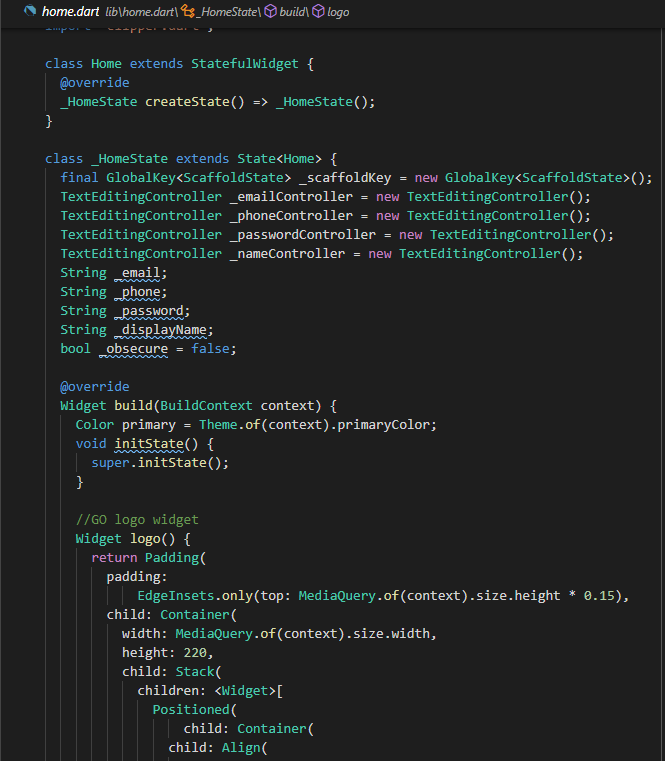 home.dart lib\home.dart\ _HomeState\ build\ logo
import 'clipper.dart';
class Home extends StatefulWidget {
@override
_HomeState createState() => _HomeState();
}
class _HomeState extends State<Home> {
final GlobalKey<ScaffoldState> _scaffoldKey = new GlobalKey<ScaffoldState>();
TextEditingController _emailController = new TextEditingController();
TextEditingController _phoneController = new TextEditingController();
TextEditingController _passwordController = new TextEditingController();
TextEditingController _nameController = new TextEditingController();
String _email;
String _phone;
String _password;
String _displayName;
bool _obsecure = false;
@override
Widget build(BuildContext context) {
Color primary = Theme.of(context).primaryColor;
void initState() {
super.initState();
}
//GO logo widget
Widget logo() {
return Padding(
padding:
EdgeInsets.only(top: MediaQuery.of(context).size.height * 0.15),
child: Container(
width: MediaQuery.of(context).size.width,
height: 220,
child: Stack(
children: <Widget>[
Positioned(
child: Container(
child: Align(